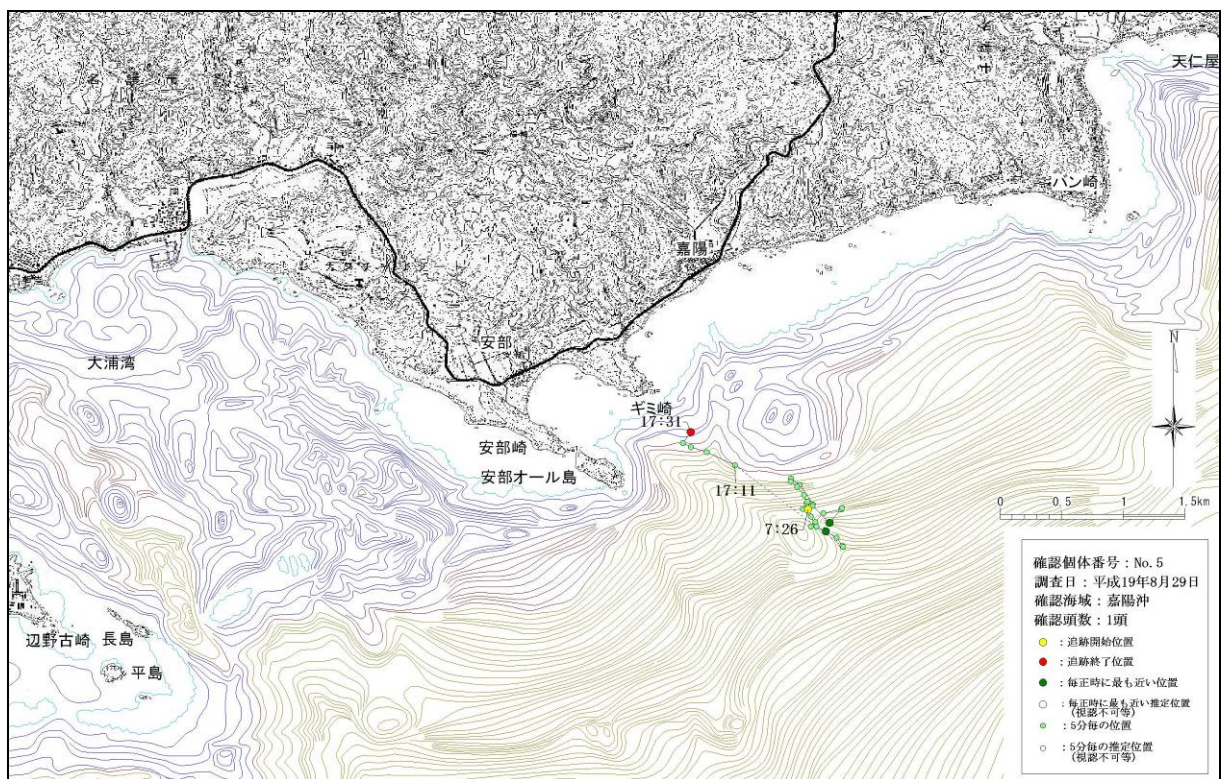 天仁屋
バン崎
嘉陽
安部
大浦湾
ギミ崎
17:31
安部崎
安部オール島
17:11
7:26
N
0 0.5 1 1.5km
辺野古崎
長島
平島
確認個体番号：No.5
調査日：平成19年8月29日
確認海域：嘉陽沖
確認頭数：1頭
：追跡開始位置
：追跡終了位置
：毎正時に最も近い位置
：毎正時に最も近い推定位置
(視認不可等)
：5分毎の位置
：5分毎の推定位置
(視認不可等)